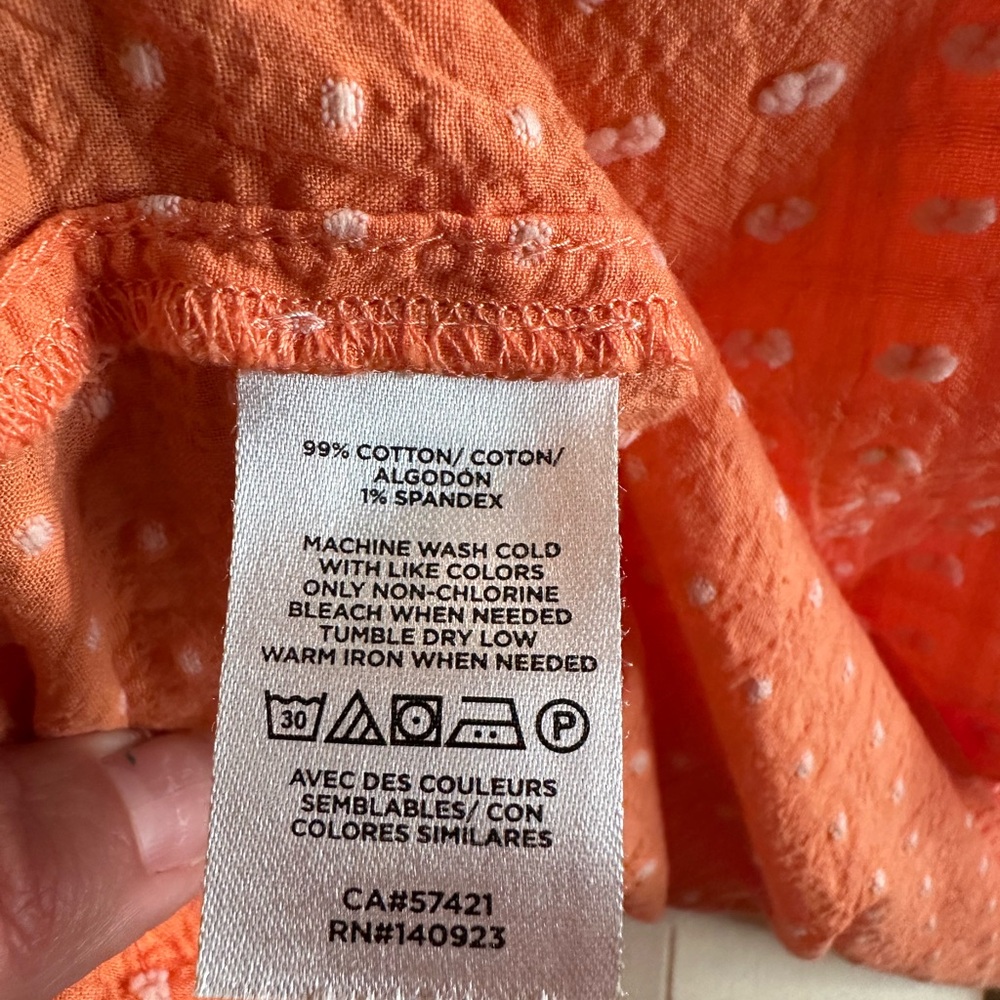 99% COTTON/ COTON/
ALGODÓN
1% SPANDEX
MACHINE WASH COLD
WITH LIKE COLORS
ONLY NON-CHLORINE
BLEACH WHEN NEEDED
TUMBLE DRY LOW
WARM IRON WHEN NEEDED
30 P
AVEC DES COULEURS
SEMBLABLES/ CON
COLORES SIMILARES
CA#57421
RN#140923